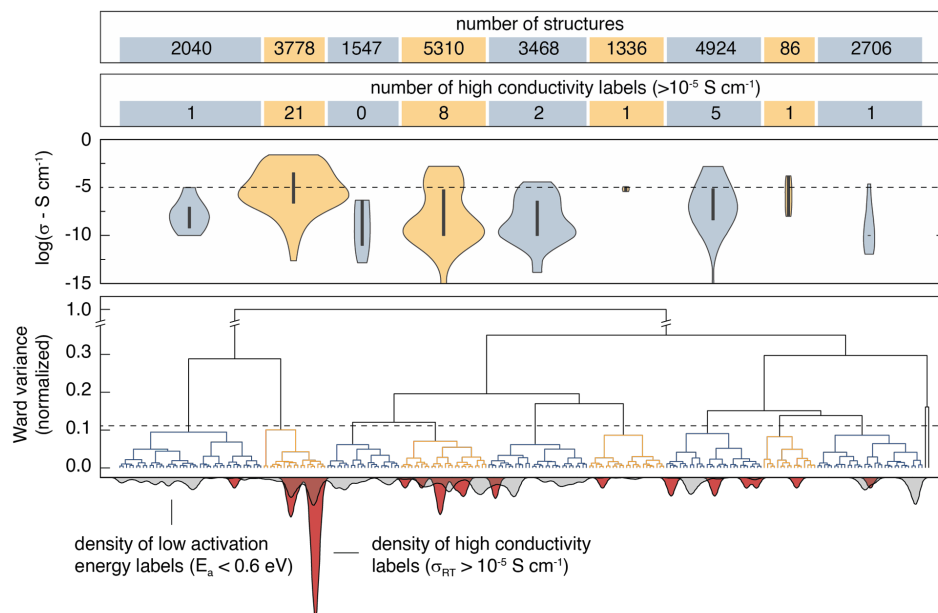 number of structures
2040 3778 1547 5310 3468 1336 4924 86 2706
number of high conductivity labels (>10⁻⁵ S cm⁻¹)
1 21 0 8 2 1 5 1 1
log(σ - S cm⁻¹)
0
-5
-10
-15
Ward variance
(normalized)
1.0
0.3
0.2
0.1
0.0
density of low activation
energy labels (Eₐ < 0.6 eV)
density of high conductivity
labels (σ_RT > 10⁻⁵ S cm⁻¹)